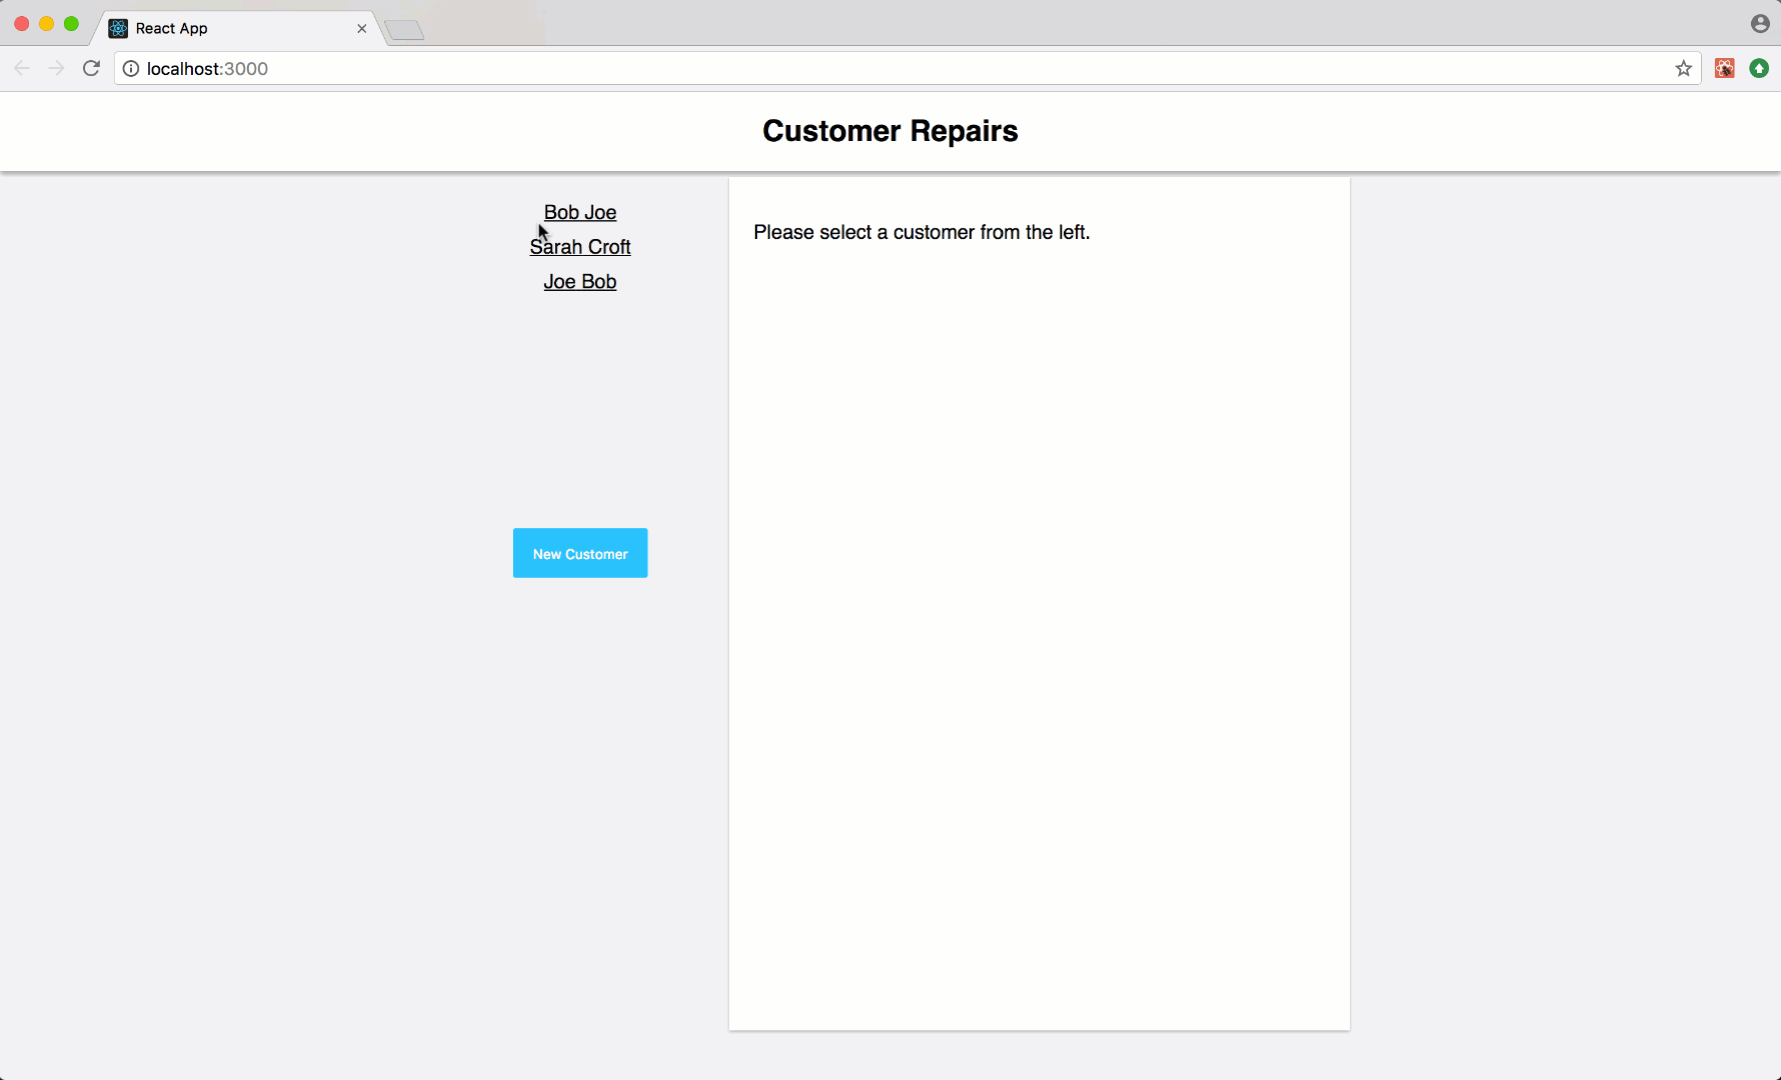 React App
localhost:3000
Customer Repairs
Bob Joe
Sarah Croft
Joe Bob
New Customer
Please select a customer from the left.